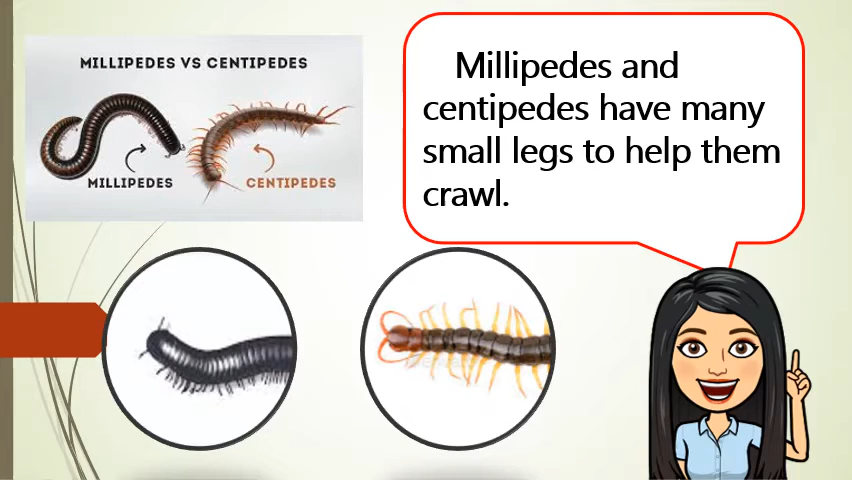 MILLIPEDES VS CENTIPEDES
MILLIPEDES
CENTIPEDES
Millipedes and
centipedes have many
small legs to help them
crawl.